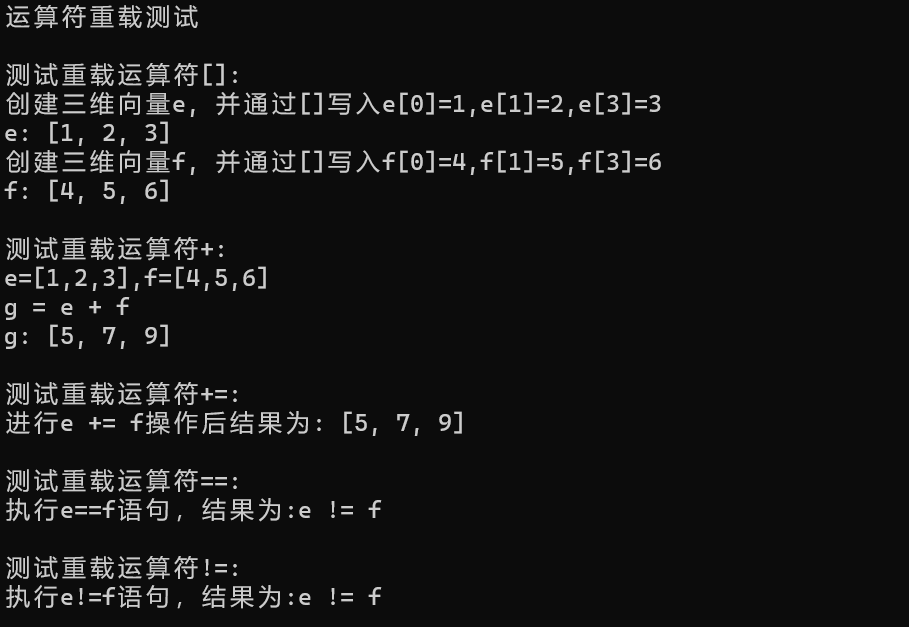 运算符重载测试
测试重载运算符[]:
创建三维向量e, 并通过[]写入e[0]=1,e[1]=2,e[3]=3
e: [1, 2, 3]
创建三维向量f, 并通过[]写入f[0]=4,f[1]=5,f[3]=6
f: [4, 5, 6]
测试重载运算符+:
e=[1,2,3],f=[4,5,6]
g = e + f
g: [5, 7, 9]
测试重载运算符+=:
进行e += f操作后结果为: [5, 7, 9]
测试重载运算符==:
执行e==f语句, 结果为:e != f
测试重载运算符!=:
执行e!=f语句, 结果为:e != f